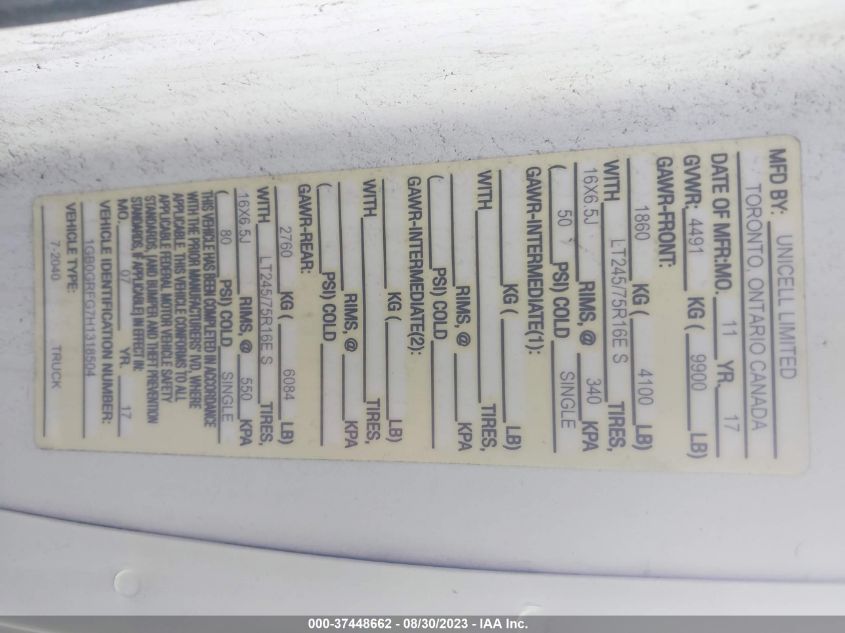 MFD BY: UNICELL LIMITED
TORONTO, ONTARIO CANADA
DATE OF MFR:MO. 11 YR. 17
GVWR: 4491 KG ( 9900 LB)
GAWR-FRONT:
1860 KG ( 4100 LB)
WITH LT245/75R16E S TIRES,
16X6.5J RIMS, @ 340 KPA
( 50 PSI) COLD SINGLE
GAWR-INTERMEDIATE(1):
KG ( LB)
WITH TIRES,
RIMS, @ KPA
( PSI) COLD
GAWR-INTERMEDIATE(2):
KG ( LB)
WITH TIRES,
RIMS, @ KPA
( PSI) COLD
GAWR-REAR:
2760 KG ( 6084 LB)
WITH LT245/75R16E S TIRES,
16X6.5J RIMS, @ 550 KPA
( 80 PSI) COLD SINGLE
THIS VEHICLE HAS BEEN COMPLETED IN ACCORDANCE
WITH THE PRIOR MANUFACTURERS' IVD, WHERE
APPLICABLE. THIS VEHICLE CONFORMS TO ALL
APPLICABLE FEDERAL MOTOR VEHICLE SAFETY
STANDARDS, [AND BUMPER AND THEFT PREVENTION
STANDARDS, IF APPLICABLE] IN EFFECT IN:
MO. 07 YR. 17
VEHICLE IDENTIFICATION NUMBER:
1GB0GRFG7H1318504
VEHICLE TYPE:
7-2040 TRUCK
000-37448662 - 08/30/2023 - IAA Inc.